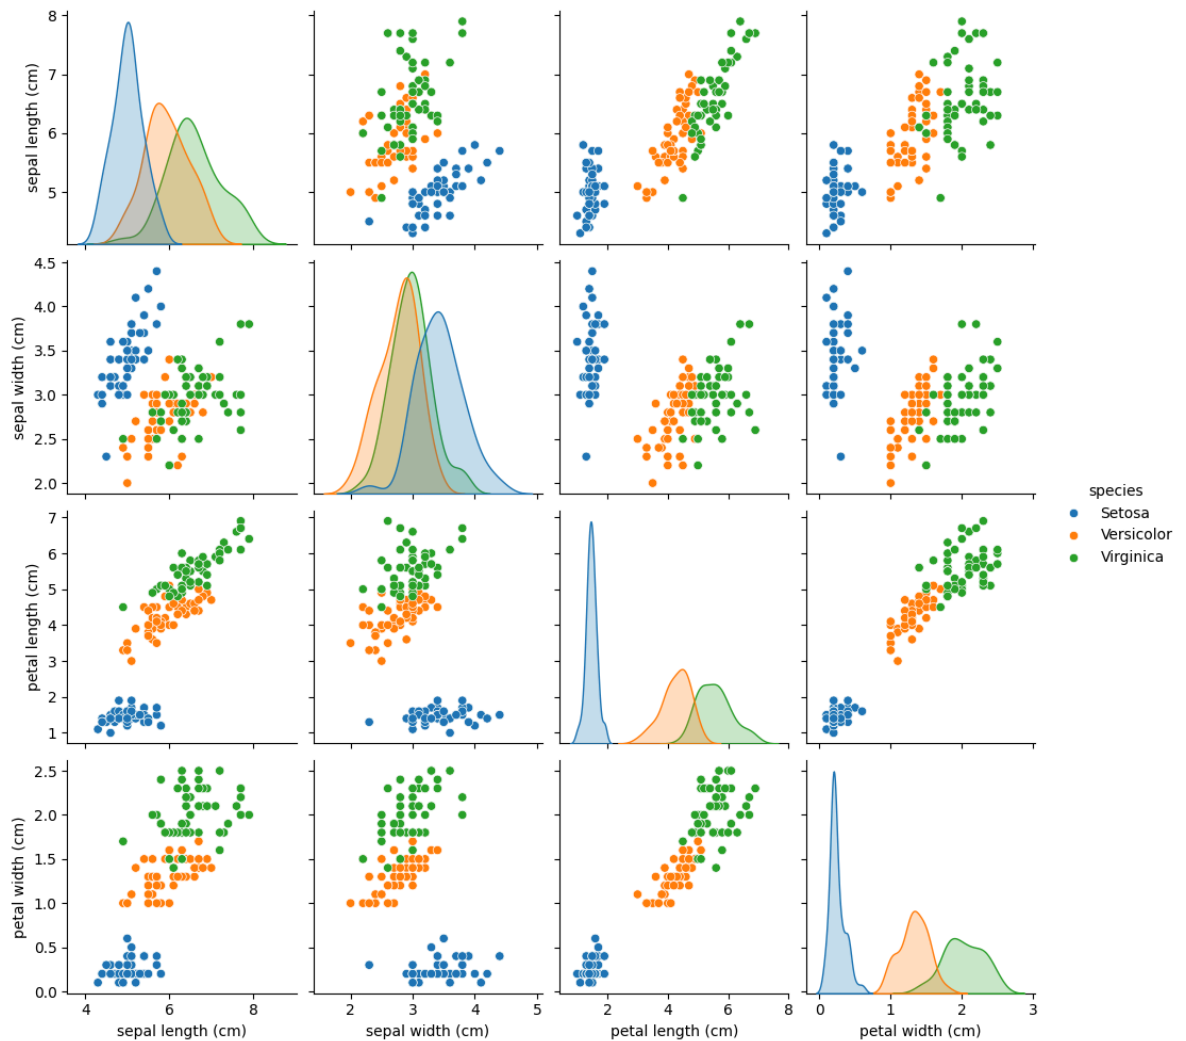 8
7
6
5
sepal length (cm)
4.5
4.0
3.5
3.0
2.5
2.0
sepal width (cm)
species
Setosa
Versicolor
Virginica
7
6
5
4
3
2
1
petal length (cm)
2.5
2.0
1.5
1.0
0.5
0.0
petal width (cm)
4 6 8 2 3 4 5 2 4 6 8 0 1 2 3
sepal length (cm) sepal width (cm) petal length (cm) petal width (cm)